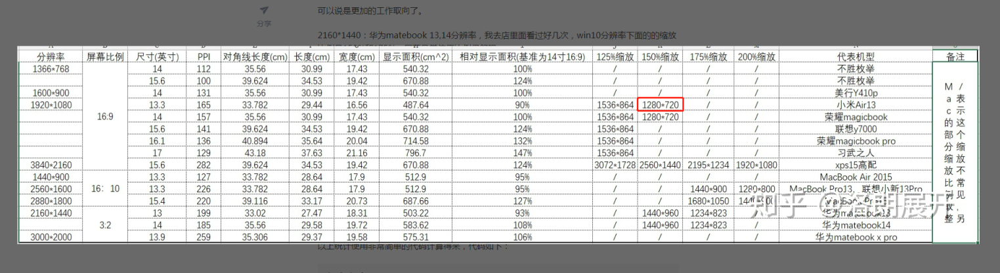 可以说是更加的工作取向了。
分享
2160*1440：华为matebook 13,14分辨率，我去店里面看过好几次，win10分辨率下面的的缩放
分辨率 屏幕比例 尺寸(英寸) PPI 对角线长度(cm) 长度(cm) 宽度(cm) 显示面积(cm^2) 相对显示面积(基准为14寸16.9) 125%缩放 150%缩放 175%缩放 200%缩放 代表机型 备注
1366*768 14 112 35.56 30.99 17.43 540.32 100% / / / / 不胜枚举
15.6 100 39.624 34.53 19.42 670.88 124% / / / / 不胜枚举
1600*900 14 131 35.56 30.99 17.43 540.32 100% / / / / 美行Y410p
1920*1080 13.3 165 33.782 29.44 16.56 487.64 90% 1536*864 1280*720 / / 小米Air13
16:9 14 157 35.56 30.99 17.43 540.32 100% 1536*864 1280*720 / / 荣耀magicbook
15.6 141 39.624 34.53 19.42 670.88 124% 1536*864 / / / 联想y7000
16.1 136 40.894 35.64 20.04 714.58 132% 1536*864 / / / 荣耀magicbook pro
17 129 43.18 37.63 21.16 796.7 147% 1536*864 / / / 习武之人
3840*2160 15.6 282 39.624 34.53 19.42 670.88 124% 3072*1728 2560*1440 2195*1234 1920*1080 xps15高配
1440*900 13.3 127 33.782 28.64 17.9 512.9 95% / / / / MacBook Air 2015
2560*1600 16：10 13.3 226 33.782 28.64 17.9 512.9 95% / / 1440*900 1280*800 MacBook Pro13，联想小新13Pro
2880*1800 15.4 220 39.116 33.17 20.73 687.66 127% / / 1680*1050 1440*900 MacBook Pro15
2160*1440 13 199 33.02 27.47 18.31 503.22 93% / 1440*960 1234*823 / 华为matebook13
3:2 14 185 35.56 29.58 19.72 583.62 108% / 1440*960 1234*823 / 华为matebook14
3000*2000 13.9 259 35.306 29.37 19.58 575.31 106% / / / / 华为matebook x pro
/表示这个缩放不常见，另
Mac的部分缩放比例取整
知乎 @洛朗展开
以上统计使用非常简单的代码计算得来，代码如下：